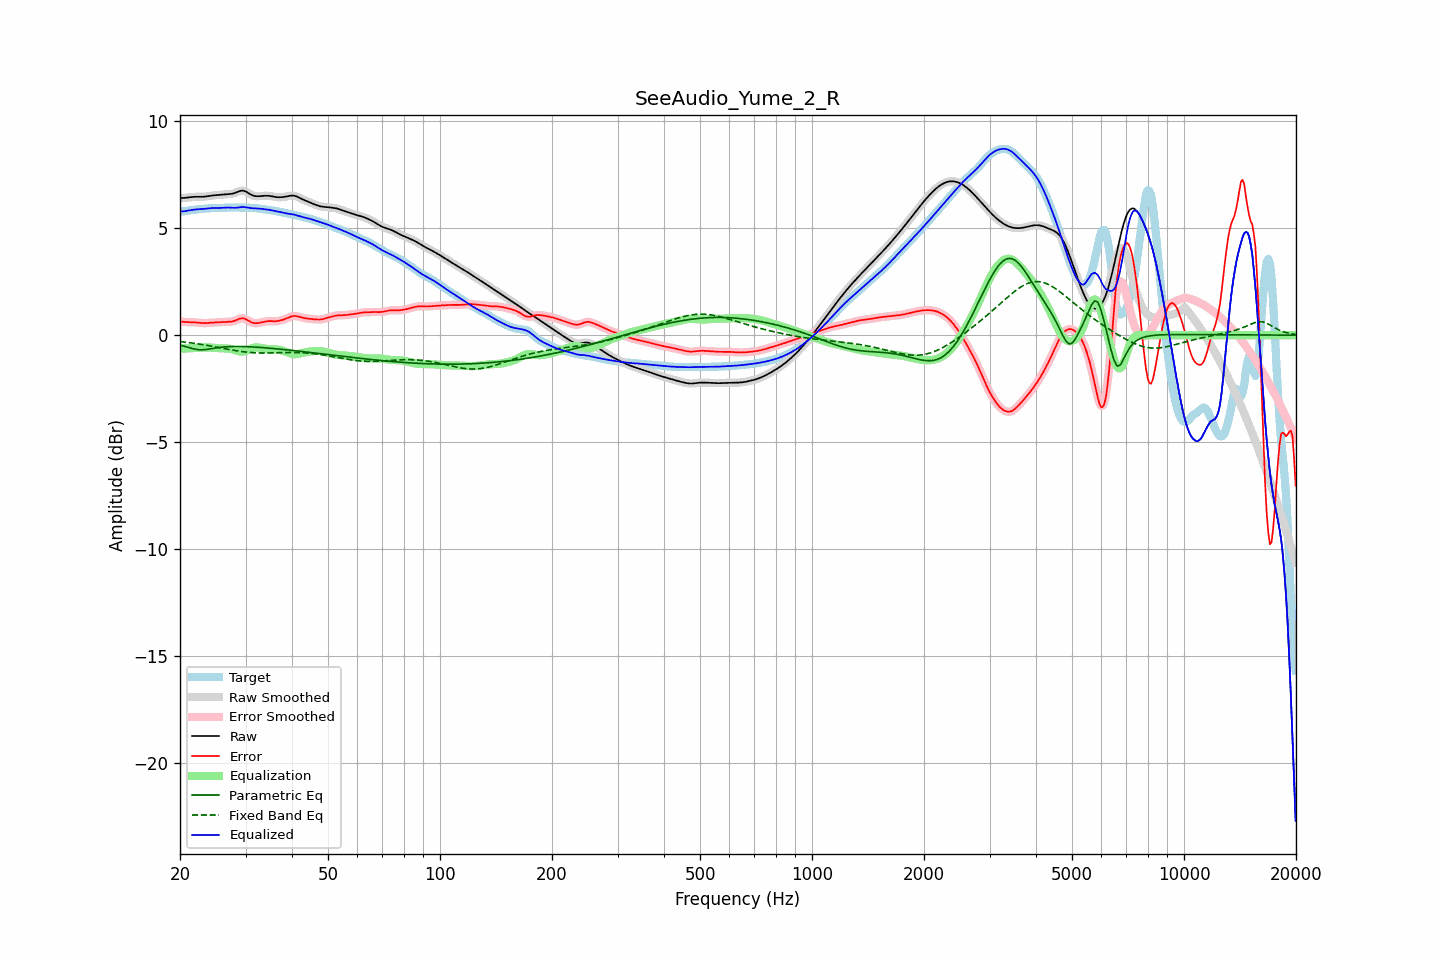 SeeAudio_Yume_2_R
Amplitude (dBr)
10
5
0
−5
−10
−15
−20
Target
Raw Smoothed
Error Smoothed
Raw
Error
Equalization
Parametric Eq
Fixed Band Eq
Equalized
20 50 100 200 500 1000 2000 5000 10000 20000
Frequency (Hz)